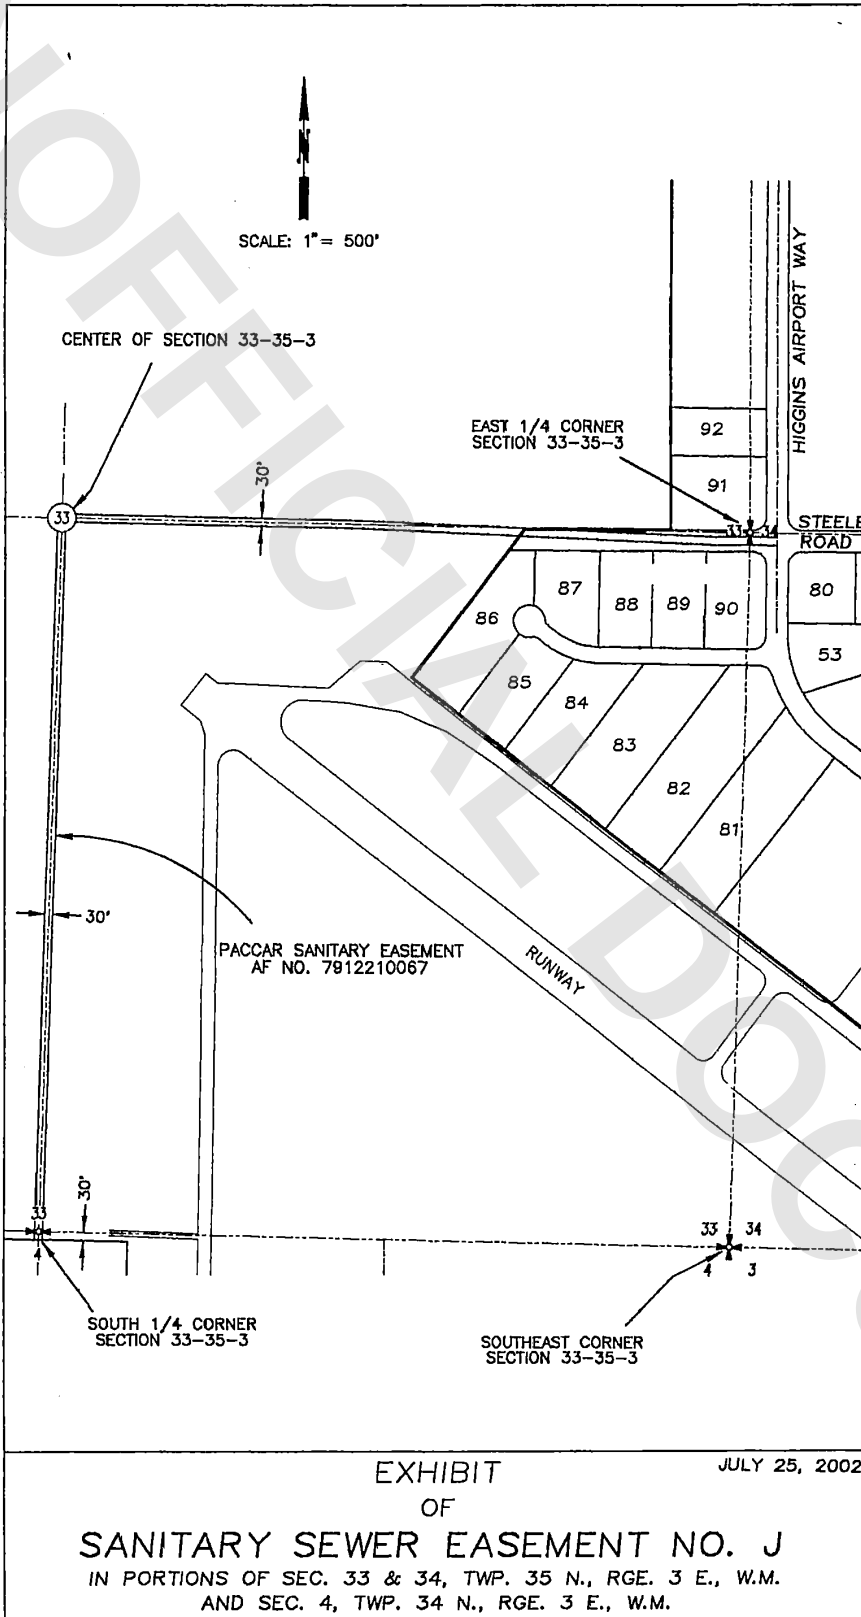 N
SCALE: 1"= 500'
CENTER OF SECTION 33-35-3
HIGGINS AIRPORT WAY
EAST 1/4 CORNER
SECTION 33-35-3
92
91
30'
33
33
34
STEELE
ROAD
86
87
88
89
90
80
53
85
84
83
82
81
30'
PACCAR SANITARY EASEMENT
AF NO. 7912210067
RUNWAY
30'
33
4
33
34
4
3
SOUTH 1/4 CORNER
SECTION 33-35-3
SOUTHEAST CORNER
SECTION 33-35-3
EXHIBIT
JULY 25, 2002
OF
SANITARY SEWER EASEMENT NO. J
IN PORTIONS OF SEC. 33 & 34, TWP. 35 N., RGE. 3 E., W.M.
AND SEC. 4, TWP. 34 N., RGE. 3 E., W.M.